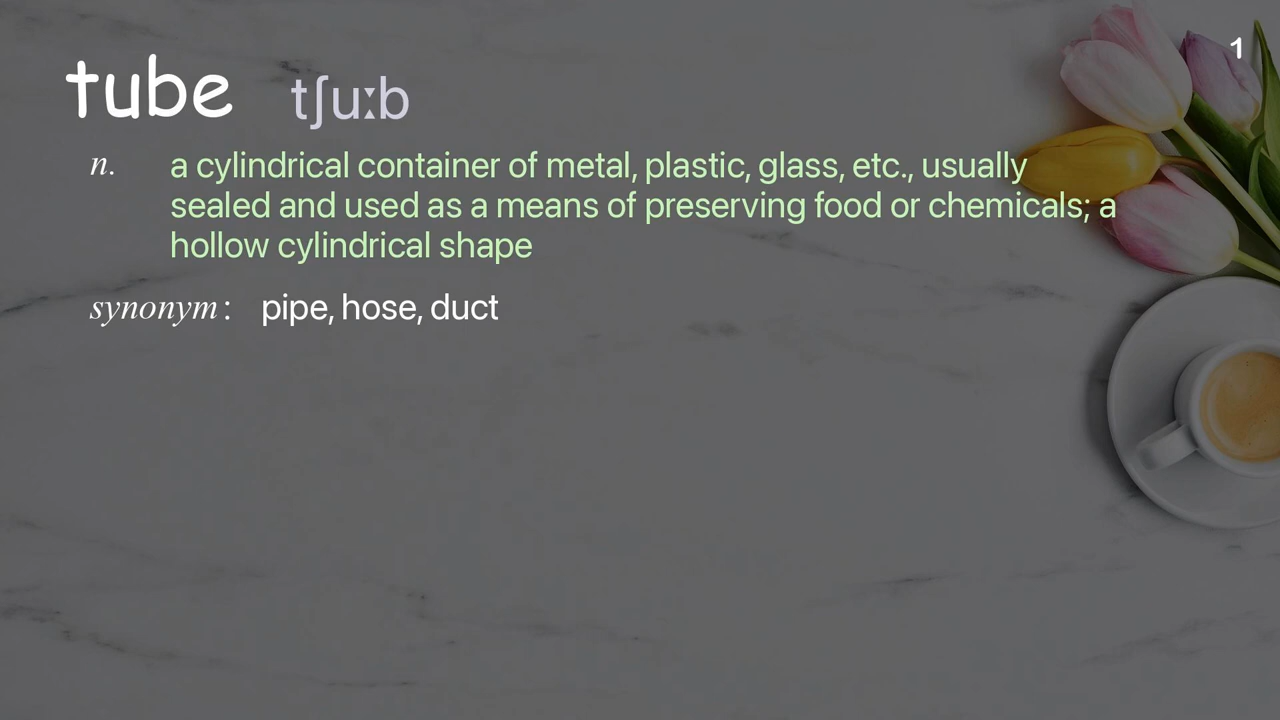 1
tube tʃuːb
n. a cylindrical container of metal, plastic, glass, etc., usually
sealed and used as a means of preserving food or chemicals; a
hollow cylindrical shape
synonym: pipe, hose, duct